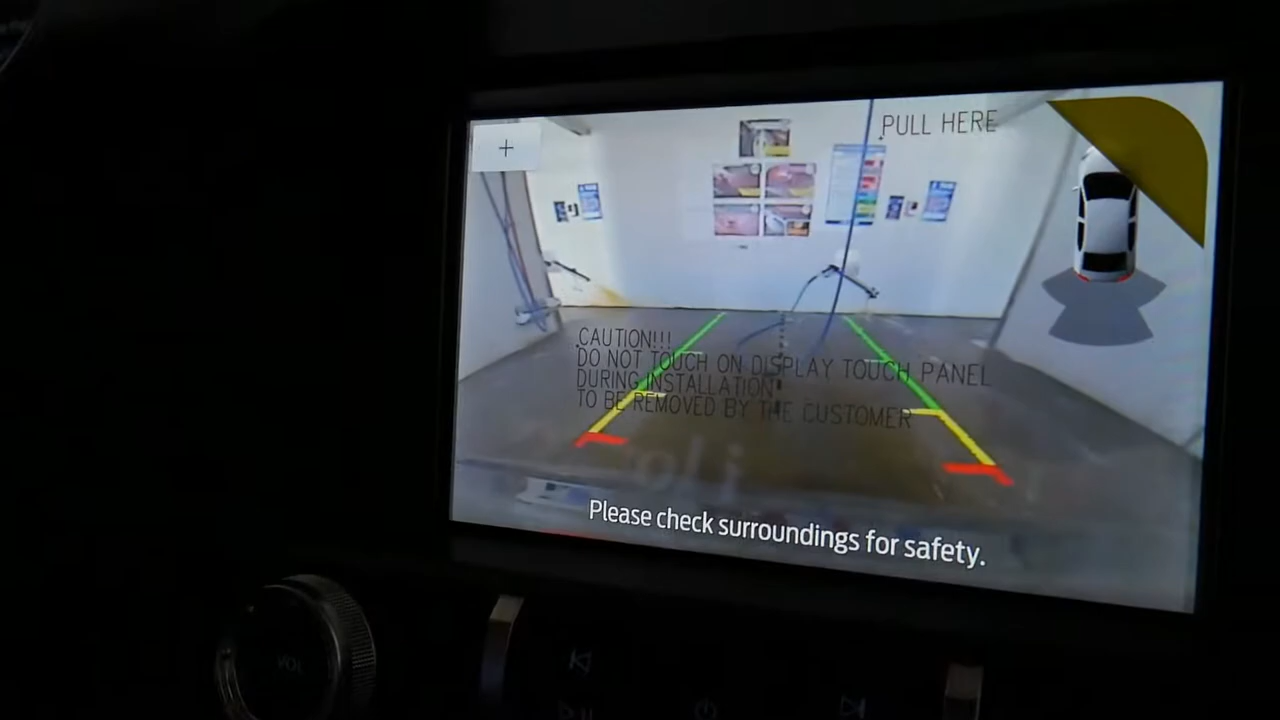 +
PULL HERE
CAUTION!!!
DO NOT TOUCH ON DISPLAY TOUCH PANEL
DURING INSTALLATION
TO BE REMOVED BY THE CUSTOMER
Please check surroundings for safety.
VOL